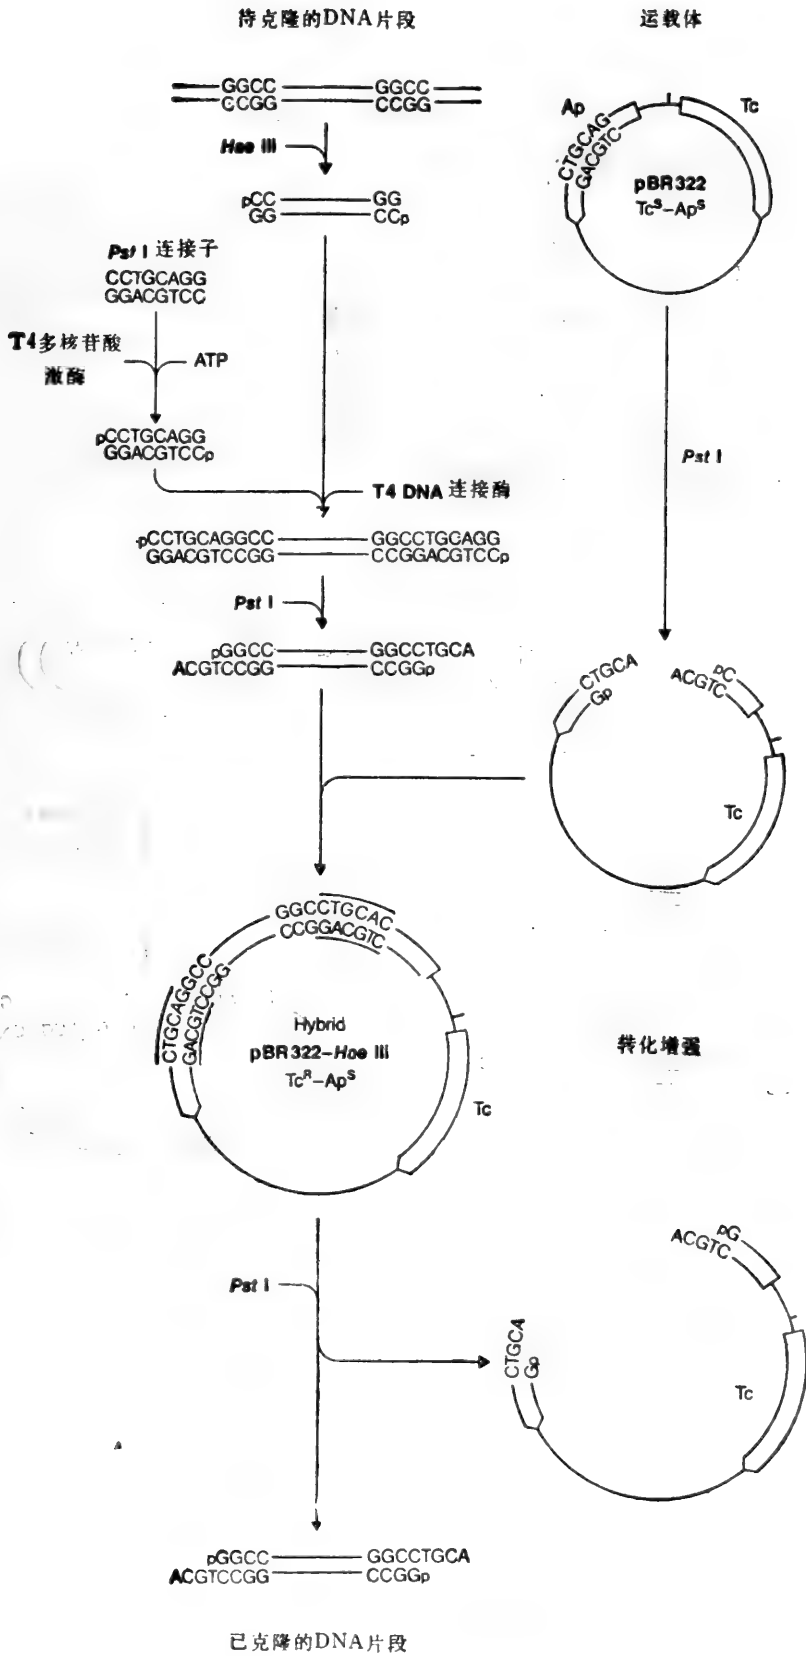 待克隆的DNA片段
运载体
GGCC GGCC
CCGG CCGG
Hae III
pCC GG
GG CCp
Ap
CTGCAG
GACGTC
Tc
pBR322
Tcˢ-Apˢ
Pst I 连接子
CCTGCAGG
GGACGTCC
T4多核苷酸
激酶
ATP
pCCTGCAGG
GGACGTCCp
T4 DNA 连接酶
Pst I
pCCTGCAGGCC GGCCTGCAGG
GGACGTCCGG CCGGACGTCCp
Pst I
pGGCC GGCCTGCA
ACGTCCGG CCGGp
CTGCA
Gp
pC
ACGTC
Tc
GGCCTGCAC
CCGGACGTC
CTGCAGGCC
GACGTCCGG
Hybrid
pBR322-Hae III
Tcᴿ-Apˢ
Tc
转化增强
Pst I
pG
ACGTC
CTGCA
Gp
Tc
pGGCC GGCCTGCA
ACGTCCGG CCGGp
已克隆的DNA片段